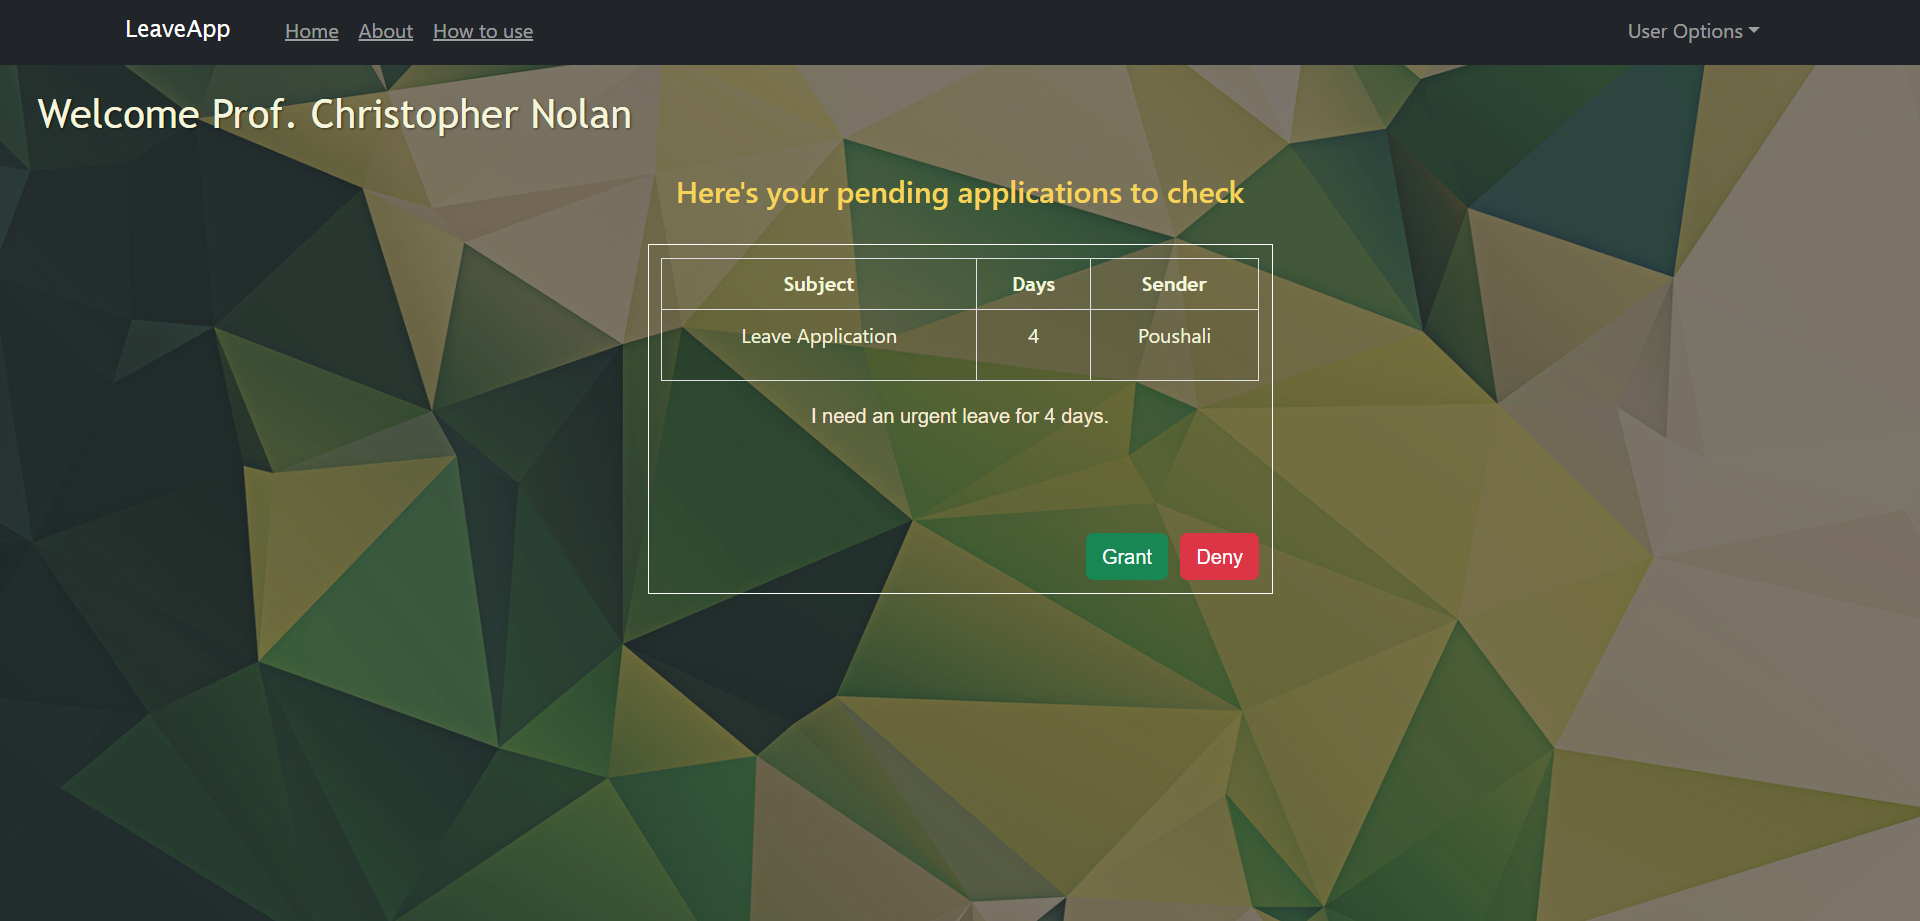 LeaveApp Home About How to use User Options
Welcome Prof. Christopher Nolan
Here's your pending applications to check
Subject Days Sender
Leave Application 4 Poushali
I need an urgent leave for 4 days.
Grant Deny